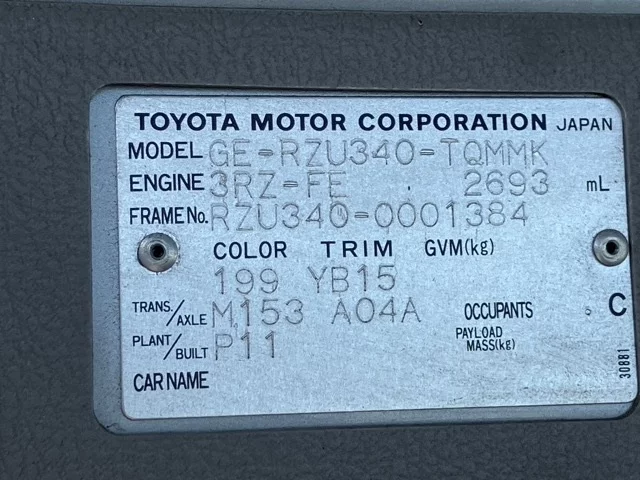 TOYOTA MOTOR CORPORATION JAPAN
MODEL GE-RZU340-TQMMK
ENGINE 3RZ-FE 2693 mL
FRAME No. RZU340-0001384
COLOR TRIM GVM(kg)
199 YB15
TRANS./AXLE M153 A04A OCCUPANTS C
PLANT/BUILT P11 PAYLOAD MASS(kg)
CAR NAME
30881